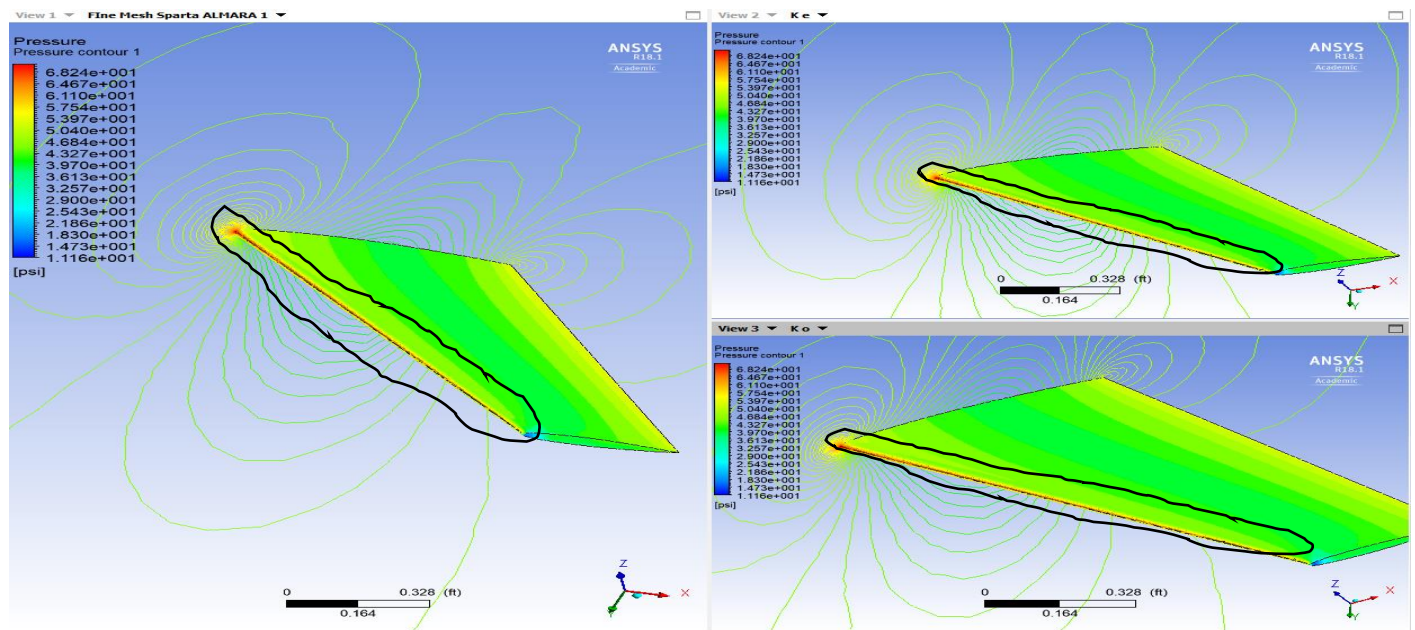 View 1 FIne Mesh Sparta ALMARA 1
Pressure
Pressure contour 1
6.824e+001
6.467e+001
6.110e+001
5.754e+001
5.397e+001
5.040e+001
4.684e+001
4.327e+001
3.970e+001
3.613e+001
3.257e+001
2.900e+001
2.543e+001
2.186e+001
1.830e+001
1.473e+001
1.116e+001
[psi]
ANSYS
R18.1
Academic
0 0.328 (ft)
0.164
Z
X
Y
View 2 K e
Pressure
Pressure contour 1
6.824e+001
6.467e+001
6.110e+001
5.754e+001
5.397e+001
5.040e+001
4.684e+001
4.327e+001
3.970e+001
3.613e+001
3.257e+001
2.900e+001
2.543e+001
2.186e+001
1.830e+001
1.473e+001
1.116e+001
[psi]
ANSYS
R18.1
Academic
0 0.328 (ft)
0.164
Z
X
Y
View 3 K o
Pressure
Pressure contour 1
6.824e+001
6.467e+001
6.110e+001
5.754e+001
5.397e+001
5.040e+001
4.684e+001
4.327e+001
3.970e+001
3.613e+001
3.257e+001
2.900e+001
2.543e+001
2.186e+001
1.830e+001
1.473e+001
1.116e+001
[psi]
ANSYS
R18.1
Academic
0 0.328 (ft)
0.164
Z
X
Y